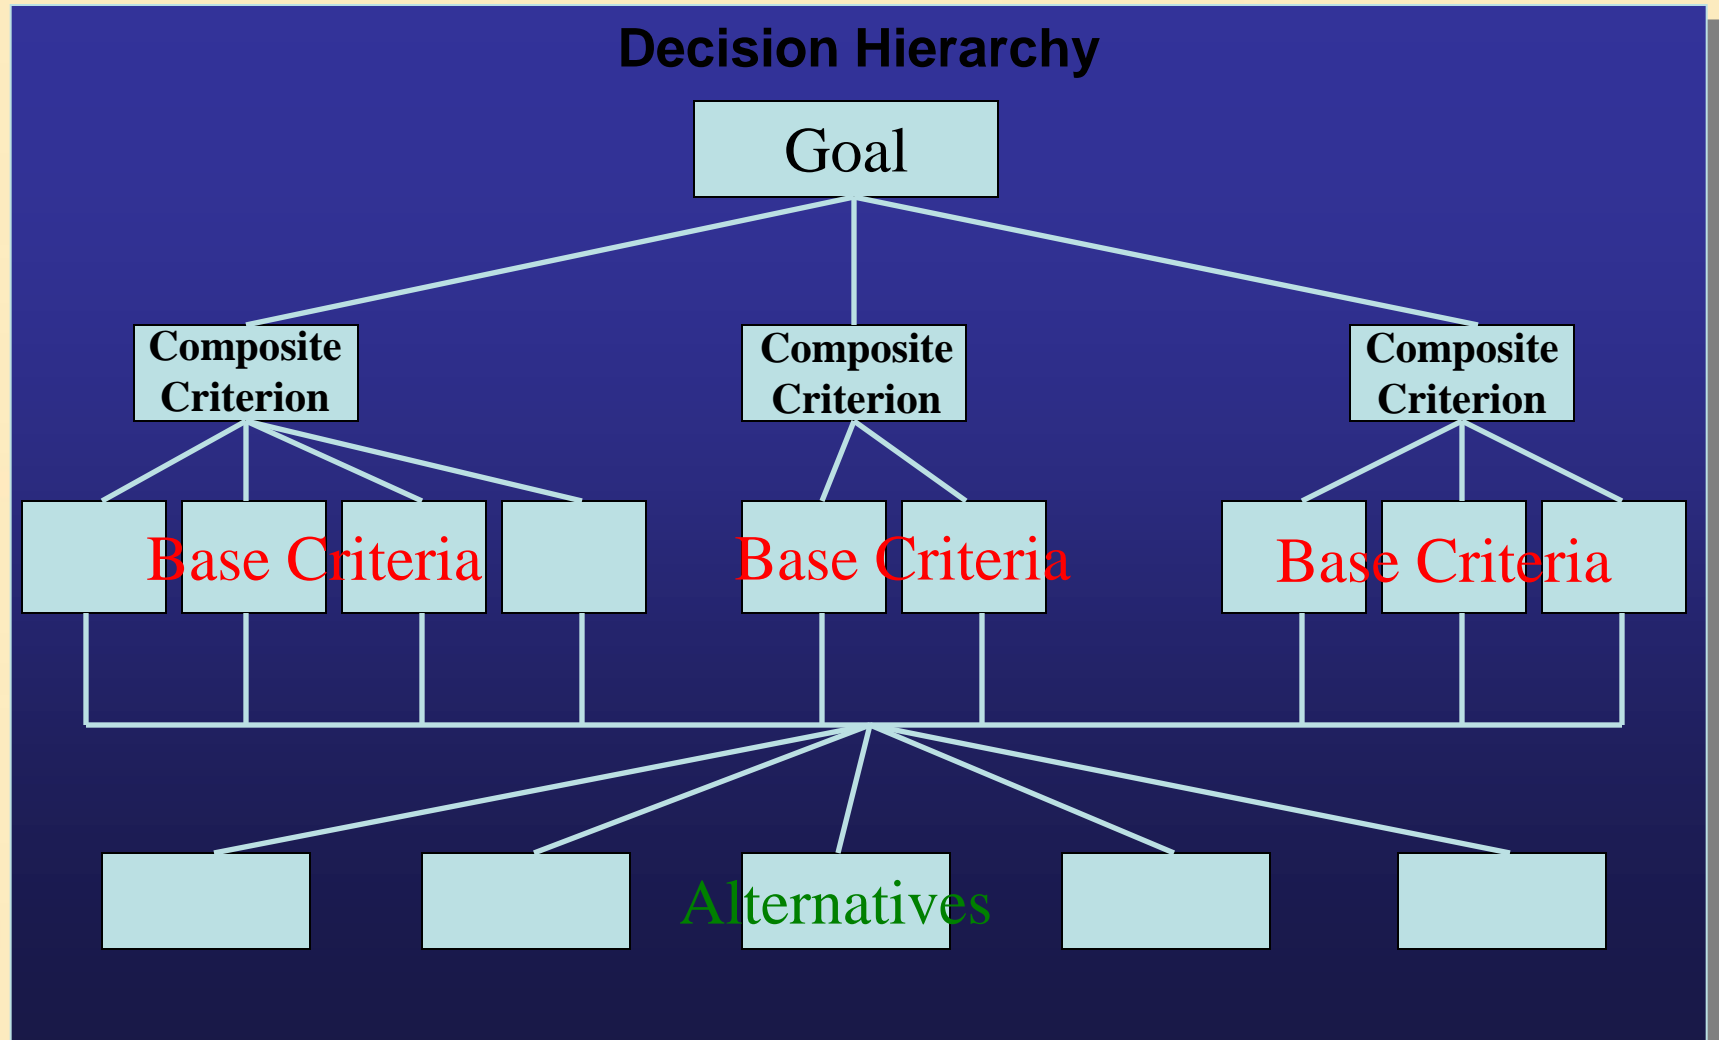 Decision Hierarchy
Goal
Composite
Criterion
Composite
Criterion
Composite
Criterion
Base Criteria
Base Criteria
Base Criteria
Alternatives